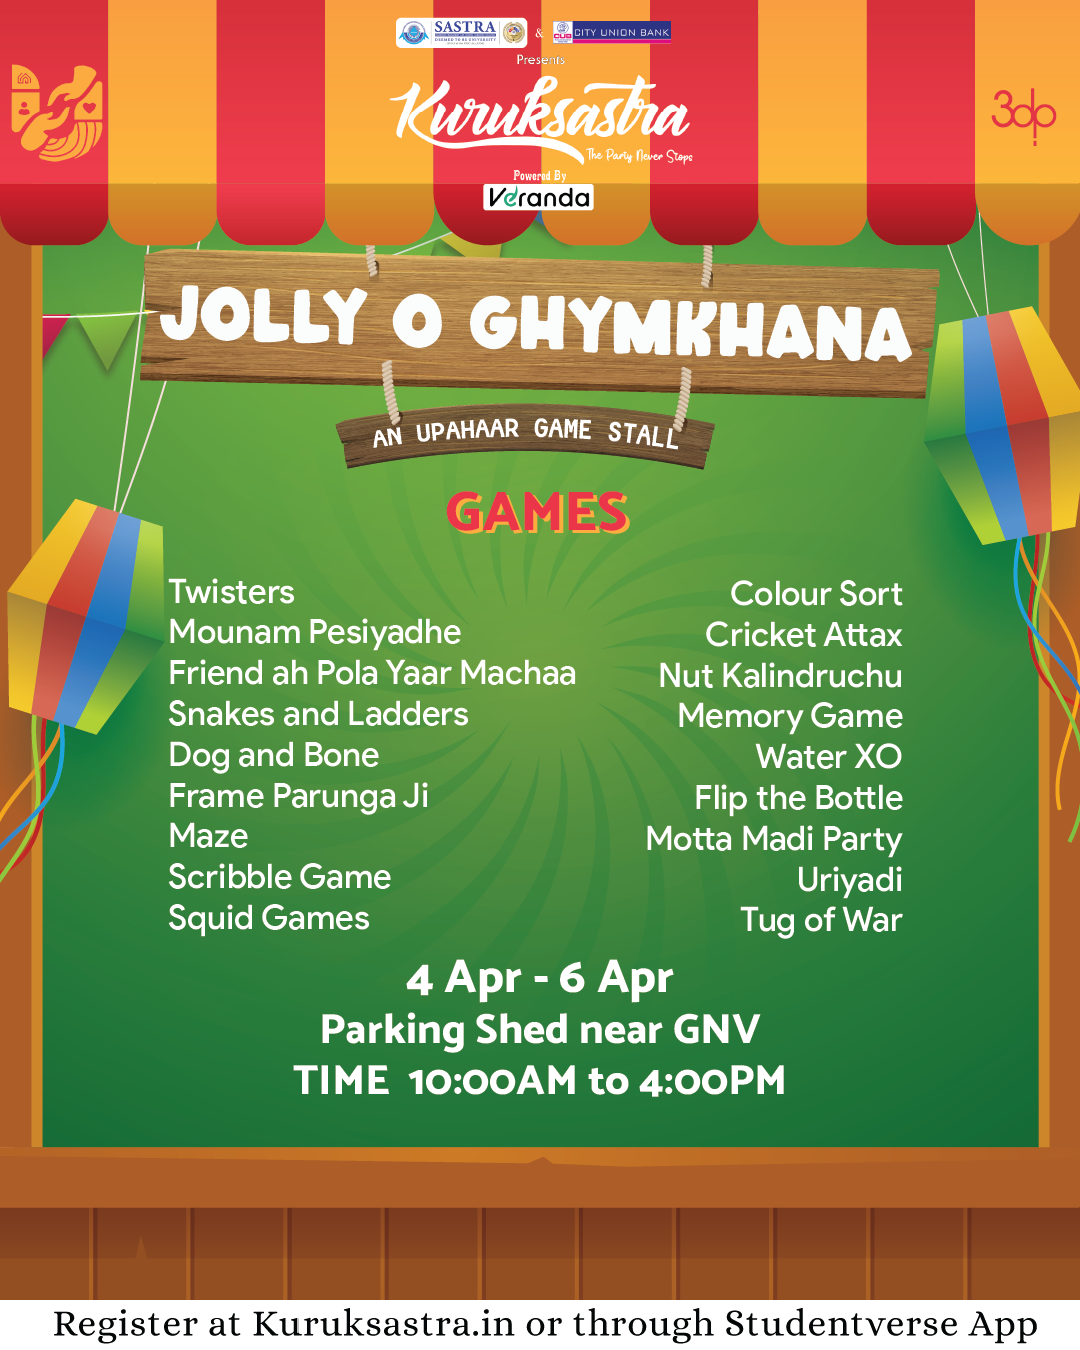 SASTRA
&
CUB
CITY UNION BANK
Presents
Kuruksastra
The Party Never Stops
Powered By
Veranda
3dp
JOLLY O GHYMKHANA
AN UPAHAAR GAME STALL
GAMES
Twisters
Mounam Pesiyadhe
Friend ah Pola Yaar Machaa
Snakes and Ladders
Dog and Bone
Frame Parunga Ji
Maze
Scribble Game
Squid Games
Colour Sort
Cricket Attax
Nut Kalindruchu
Memory Game
Water XO
Flip the Bottle
Motta Madi Party
Uriyadi
Tug of War
4 Apr - 6 Apr
Parking Shed near GNV
TIME 10:00AM to 4:00PM
Register at Kuruksastra.in or through Studentverse App